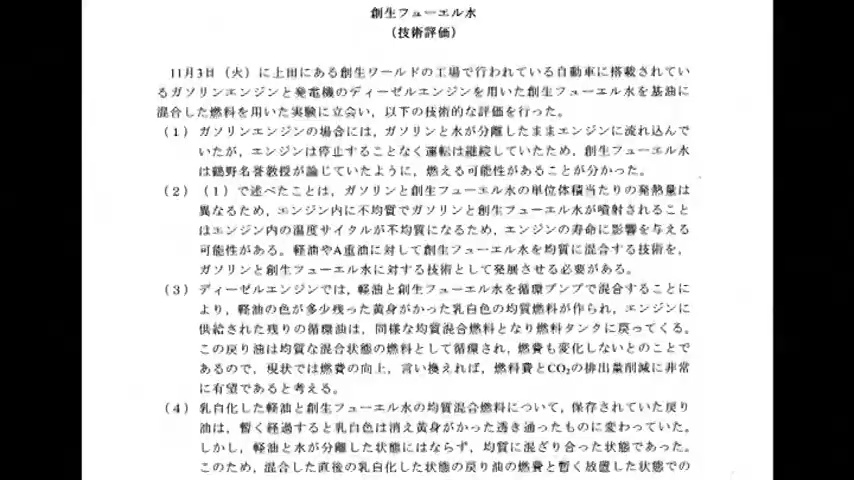 創生フューエル水
（技術評価）
11月3日（火）に上田にある創生ワールドの工場で行われている自動車に搭載されてい
るガソリンエンジンと発電機のディーゼルエンジンを用いた創生フューエル水を基油に
混合した燃料を用いた実験に立会い，以下の技術的な評価を行った。
（1）ガソリンエンジンの場合には，ガソリンと水が分離したままエンジンに流れ込んで
いたが，エンジンは停止することなく運転は継続していたため，創生フューエル水
は鶴野名誉教授が論じていたように，燃える可能性があることが分かった。
（2）（1）で述べたことは，ガソリンと創生フューエル水の単位体積当たりの発熱量は
異なるため，エンジン内に不均質でガソリンと創生フューエル水が噴射されること
はエンジン内の温度サイクルが不均質になるため，エンジンの寿命に影響を与える
可能性がある。軽油やA重油に対して創生フューエル水を均質に混合する技術を，
ガソリンと創生フューエル水に対する技術として発展させる必要がある。
（3）ディーゼルエンジンでは，軽油と創生フューエル水を循環ブンプで混合することに
より，軽油の色が多少残った黄身がかった乳白色の均質燃料が作られ，エンジンに
供給された残りの循環油は，同様な均質混合燃料となり燃料タンクに戻ってくる。
この戻り油は均質な混合状態の燃料として循環され，燃費も変化しないとのことで
あるので，現状では燃費の向上，言い換えれば，燃料費とCO₂の排出量削減に非常
に有望であると考える。
（4）乳白化した軽油と創生フューエル水の均質混合燃料について，保存されていた戻り
油は，暫く経過すると乳白色は消え黄身がかった透き通ったものに変わっていた。
しかし，軽油と水が分離した状態にはならず，均質に混ざり合った状態であった。
このため，混合した直後の乳白化した状態の戻り油の燃費と暫く放置した状態での